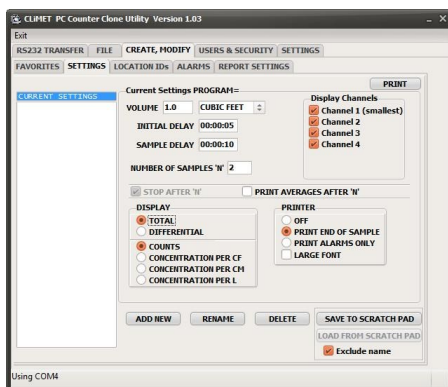 CLiMET PC Counter Clone Utility Version 1.03
Exit
RS232 TRANSFER FILE CREATE, MODIFY USERS & SECURITY SETTINGS
FAVORITES SETTINGS LOCATION IDs ALARMS REPORT SETTINGS
PRINT
CURRENT SETTINGS
Current Settings PROGRAM=
VOLUME 1.0 CUBIC FEET
INITIAL DELAY 00:00:05
SAMPLE DELAY 00:00:10
NUMBER OF SAMPLES 'N' 2
Display Channels
Channel 1 (smallest)
Channel 2
Channel 3
Channel 4
STOP AFTER 'N' PRINT AVERAGES AFTER 'N'
DISPLAY
TOTAL
DIFFERENTIAL
COUNTS
CONCENTRATION PER CF
CONCENTRATION PER CM
CONCENTRATION PER L
PRINTER
OFF
PRINT END OF SAMPLE
PRINT ALARMS ONLY
LARGE FONT
ADD NEW RENAME DELETE SAVE TO SCRATCH PAD
LOAD FROM SCRATCH PAD
Exclude name
Using COM4